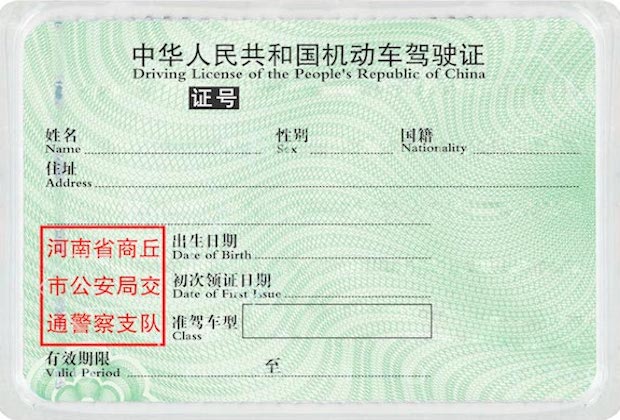 中华人民共和国机动车驾驶证
Driving License of the People's Republic of China
证号
姓名 性别 国籍
Name Sex Nationality
住址
Address
河南省商丘
市公安局交
通警察支队
出生日期
Date of Birth
初次领证日期
Date of First Issue
准驾车型
Class
有效期限 至
Valid Period